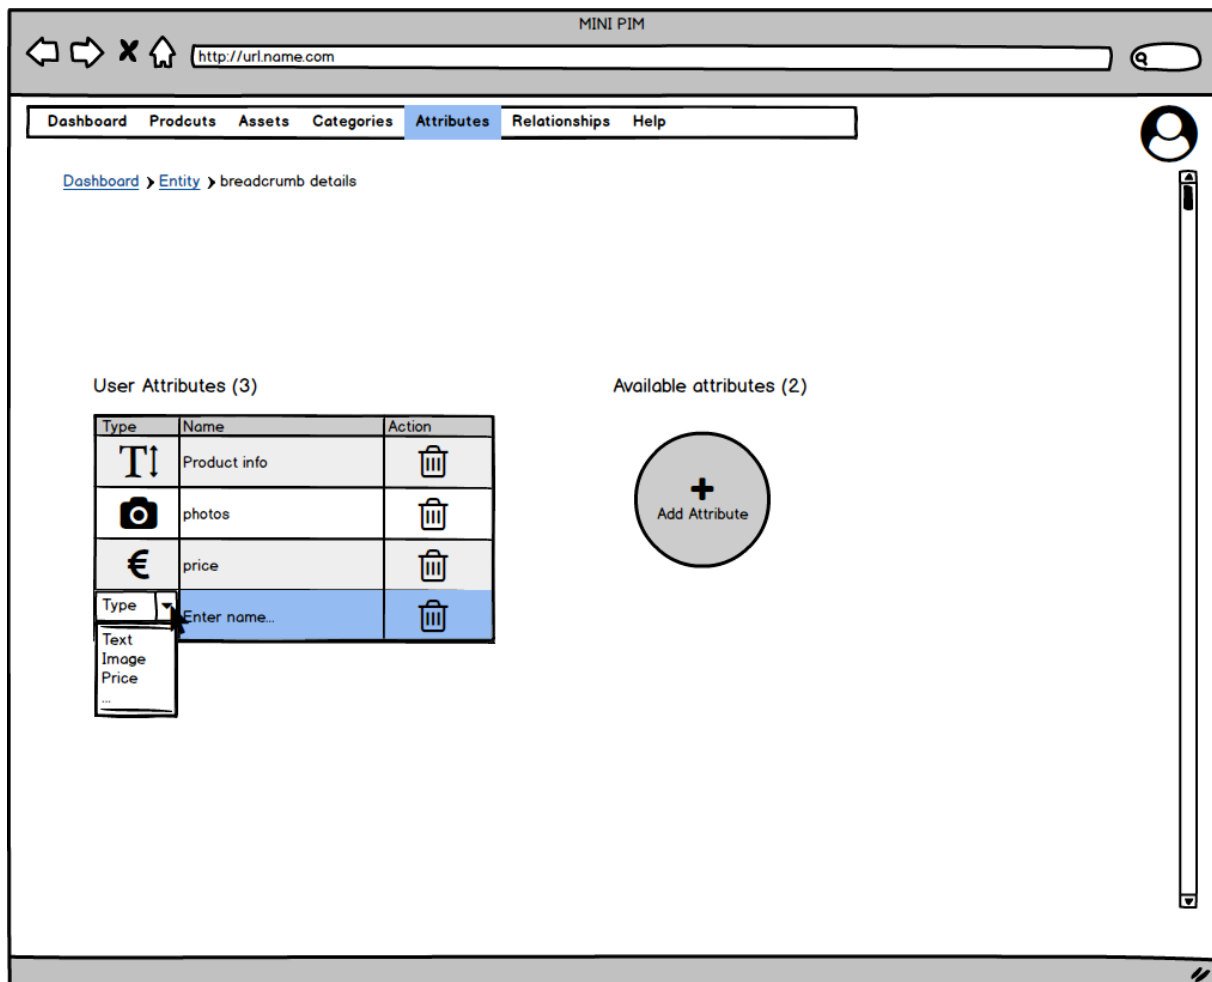 MINI PIM
http://url.name.com
Dashboard Prodcuts Assets Categories Attributes Relationships Help
Dashboard Entity breadcrumb details
User Attributes (3)
Available attributes (2)
Type Name Action
T Product info
photos
€ price
Type Enter name...
Text
Image
Price
...
Add Attribute